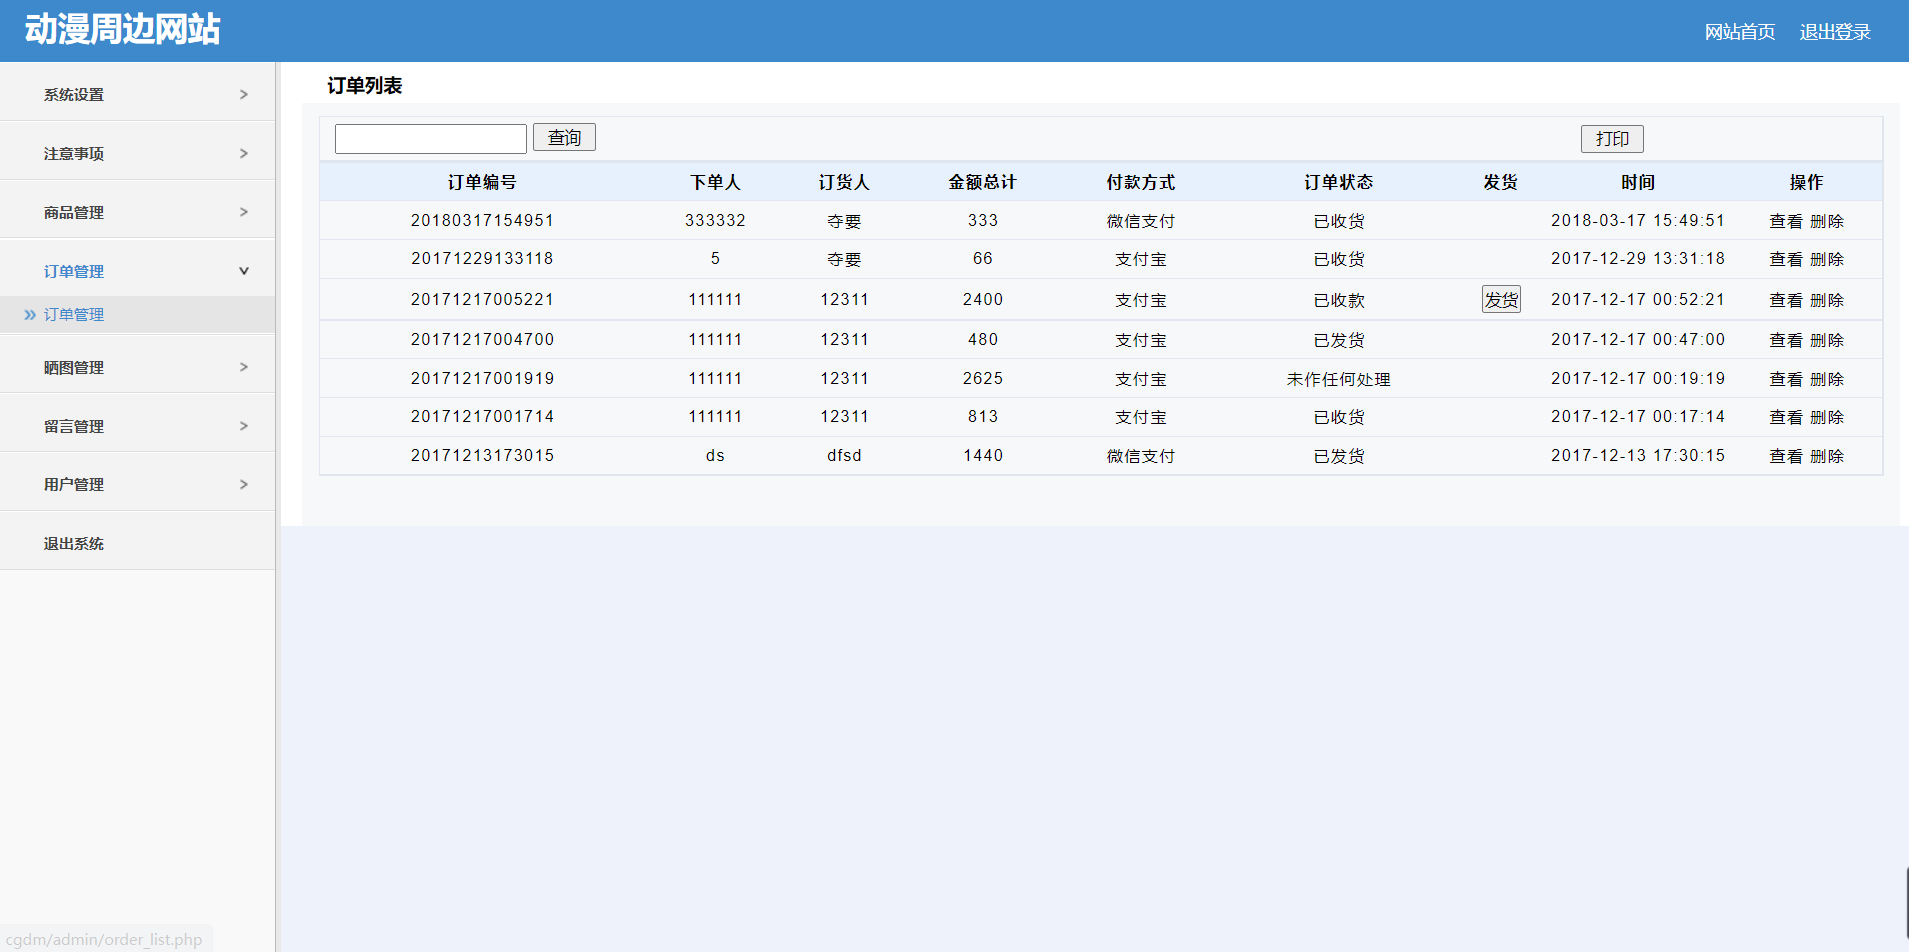 动漫周边网站
网站首页 退出登录
系统设置
注意事项
商品管理
订单管理
订单管理
晒图管理
留言管理
用户管理
退出系统
订单列表
查询 打印
订单编号 下单人 订货人 金额总计 付款方式 订单状态 发货 时间 操作
20180317154951 333332 夺要 333 微信支付 已收货 2018-03-17 15:49:51 查看 删除
20171229133118 5 夺要 66 支付宝 已收货 2017-12-29 13:31:18 查看 删除
20171217005221 111111 12311 2400 支付宝 已收款 发货 2017-12-17 00:52:21 查看 删除
20171217004700 111111 12311 480 支付宝 已发货 2017-12-17 00:47:00 查看 删除
20171217001919 111111 12311 2625 支付宝 未作任何处理 2017-12-17 00:19:19 查看 删除
20171217001714 111111 12311 813 支付宝 已收货 2017-12-17 00:17:14 查看 删除
20171213173015 ds dfsd 1440 微信支付 已发货 2017-12-13 17:30:15 查看 删除
cgdm/admin/order_list.php